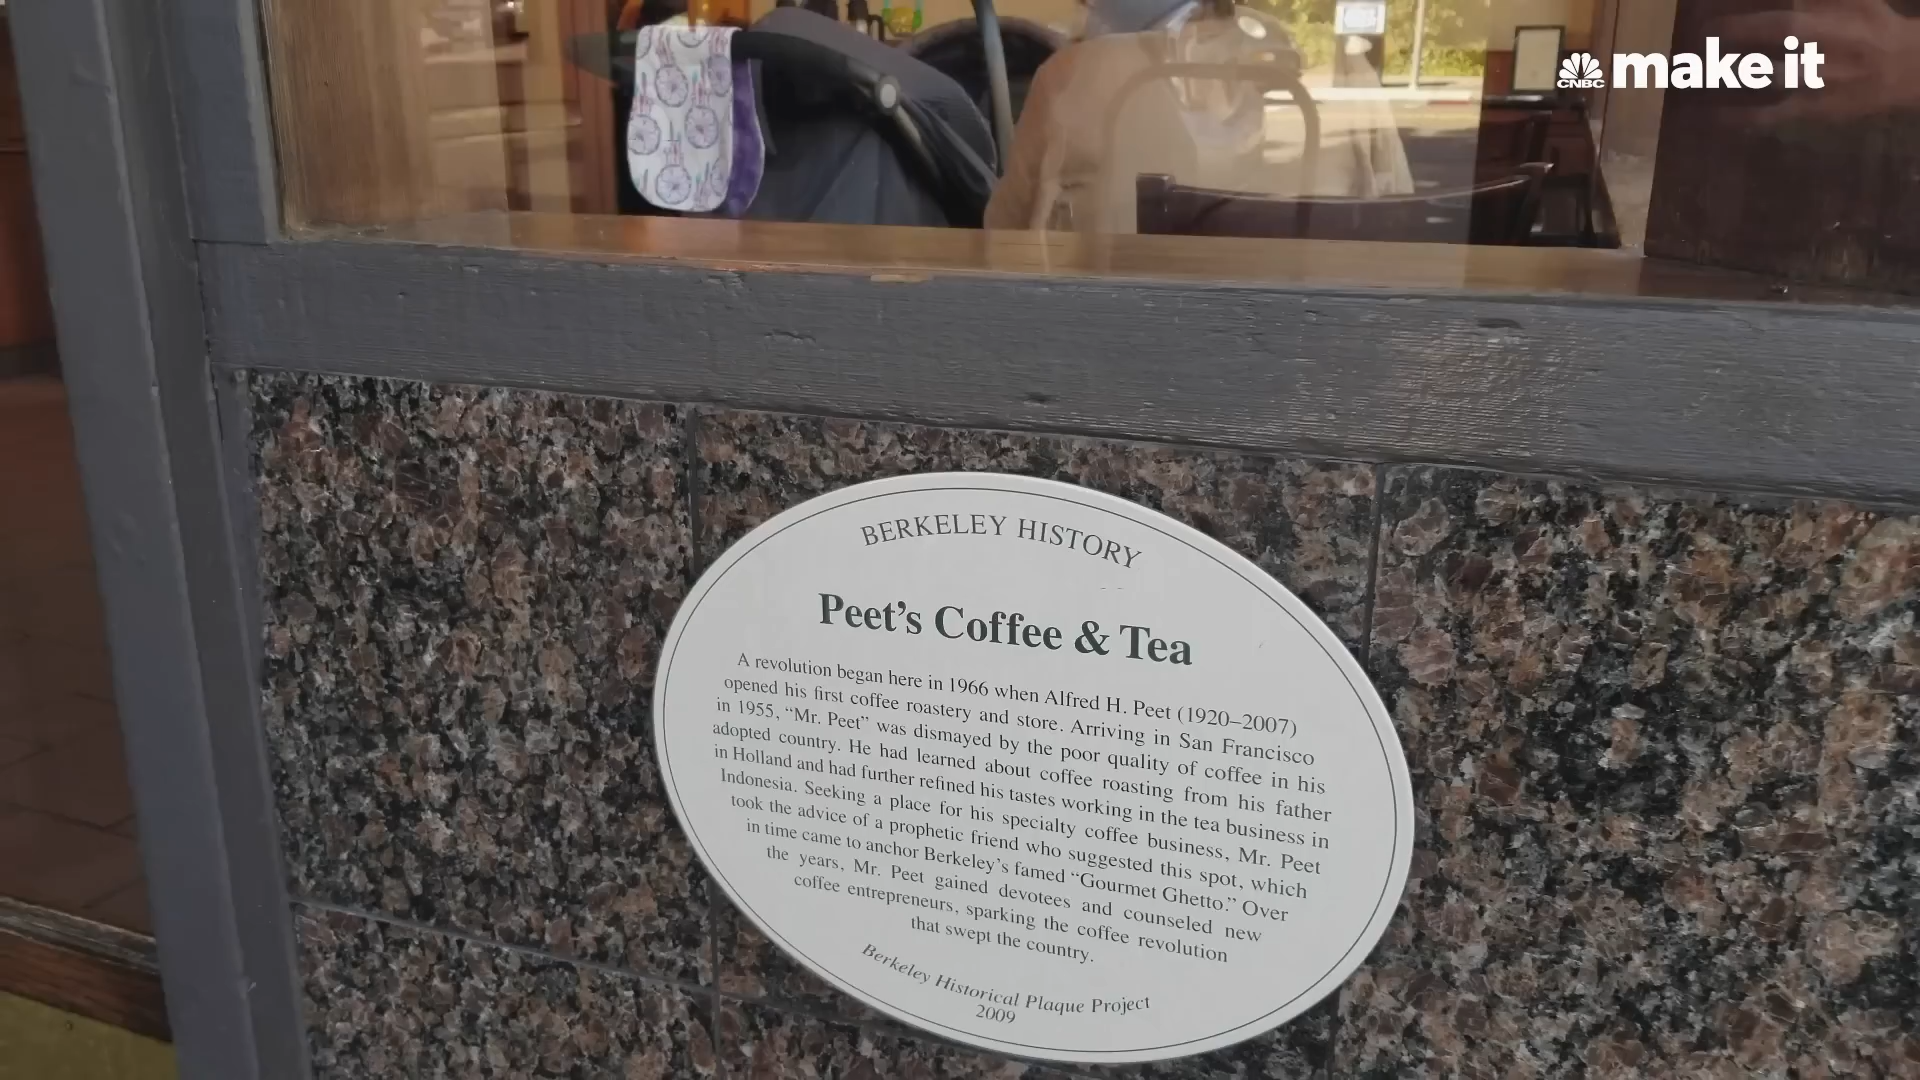 CNBC make it
BERKELEY HISTORY
Peet's Coffee & Tea
A revolution began here in 1966 when Alfred H. Peet (1920–2007)
opened his first coffee roastery and store. Arriving in San Francisco
in 1955, “Mr. Peet” was dismayed by the poor quality of coffee in his
adopted country. He had learned about coffee roasting from his father
in Holland and had further refined his tastes working in the tea business in
Indonesia. Seeking a place for his specialty coffee business, Mr. Peet
took the advice of a prophetic friend who suggested this spot, which
in time came to anchor Berkeley's famed “Gourmet Ghetto.” Over
the years, Mr. Peet gained devotees and counseled new
coffee entrepreneurs, sparking the coffee revolution
that swept the country.
Berkeley Historical Plaque Project
2009